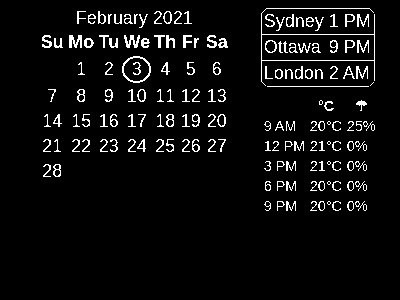 February 2021
Su Mo Tu We Th Fr Sa
1 2 3 4 5 6
7 8 9 10 11 12 13
14 15 16 17 18 19 20
21 22 23 24 25 26 27
28
Sydney 1 PM
Ottawa 9 PM
London 2 AM
°C
9 AM 20°C 25%
12 PM 21°C 0%
3 PM 21°C 0%
6 PM 20°C 0%
9 PM 20°C 0%